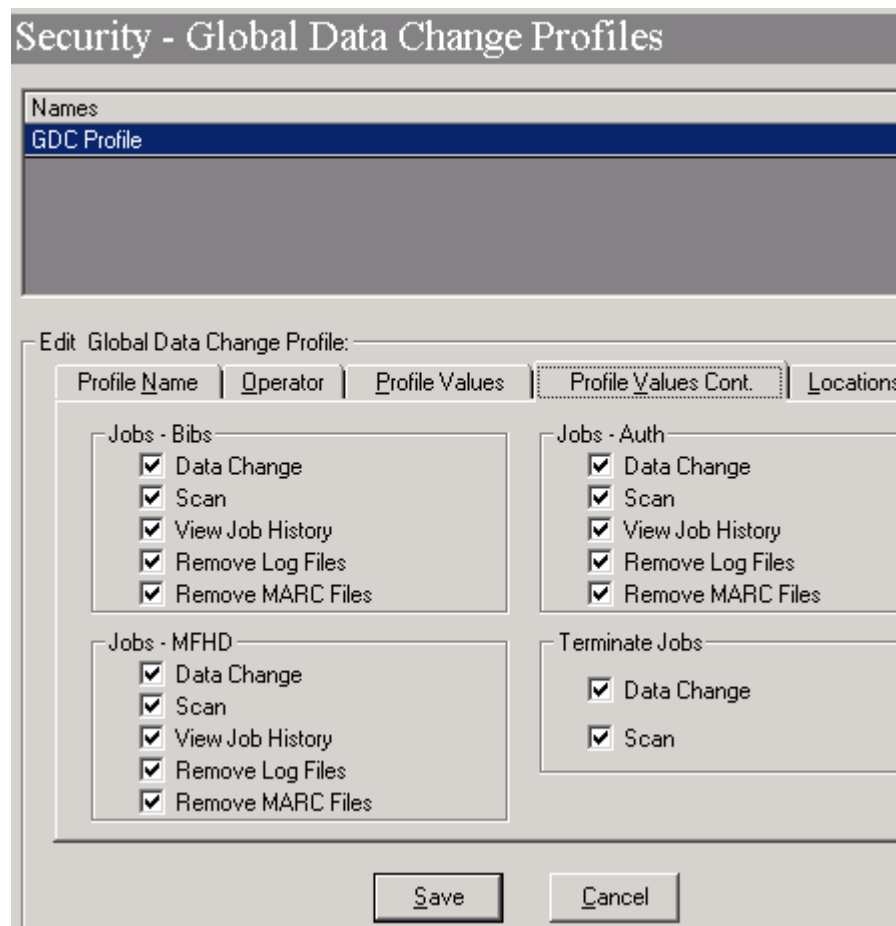 Security - Global Data Change Profiles
Names
GDC Profile
Edit Global Data Change Profile:
Profile Name Operator Profile Values Profile Values Cont. Locations
Jobs - Bibs
Data Change
Scan
View Job History
Remove Log Files
Remove MARC Files
Jobs - Auth
Data Change
Scan
View Job History
Remove Log Files
Remove MARC Files
Jobs - MFHD
Data Change
Scan
View Job History
Remove Log Files
Remove MARC Files
Terminate Jobs
Data Change
Scan
Save Cancel